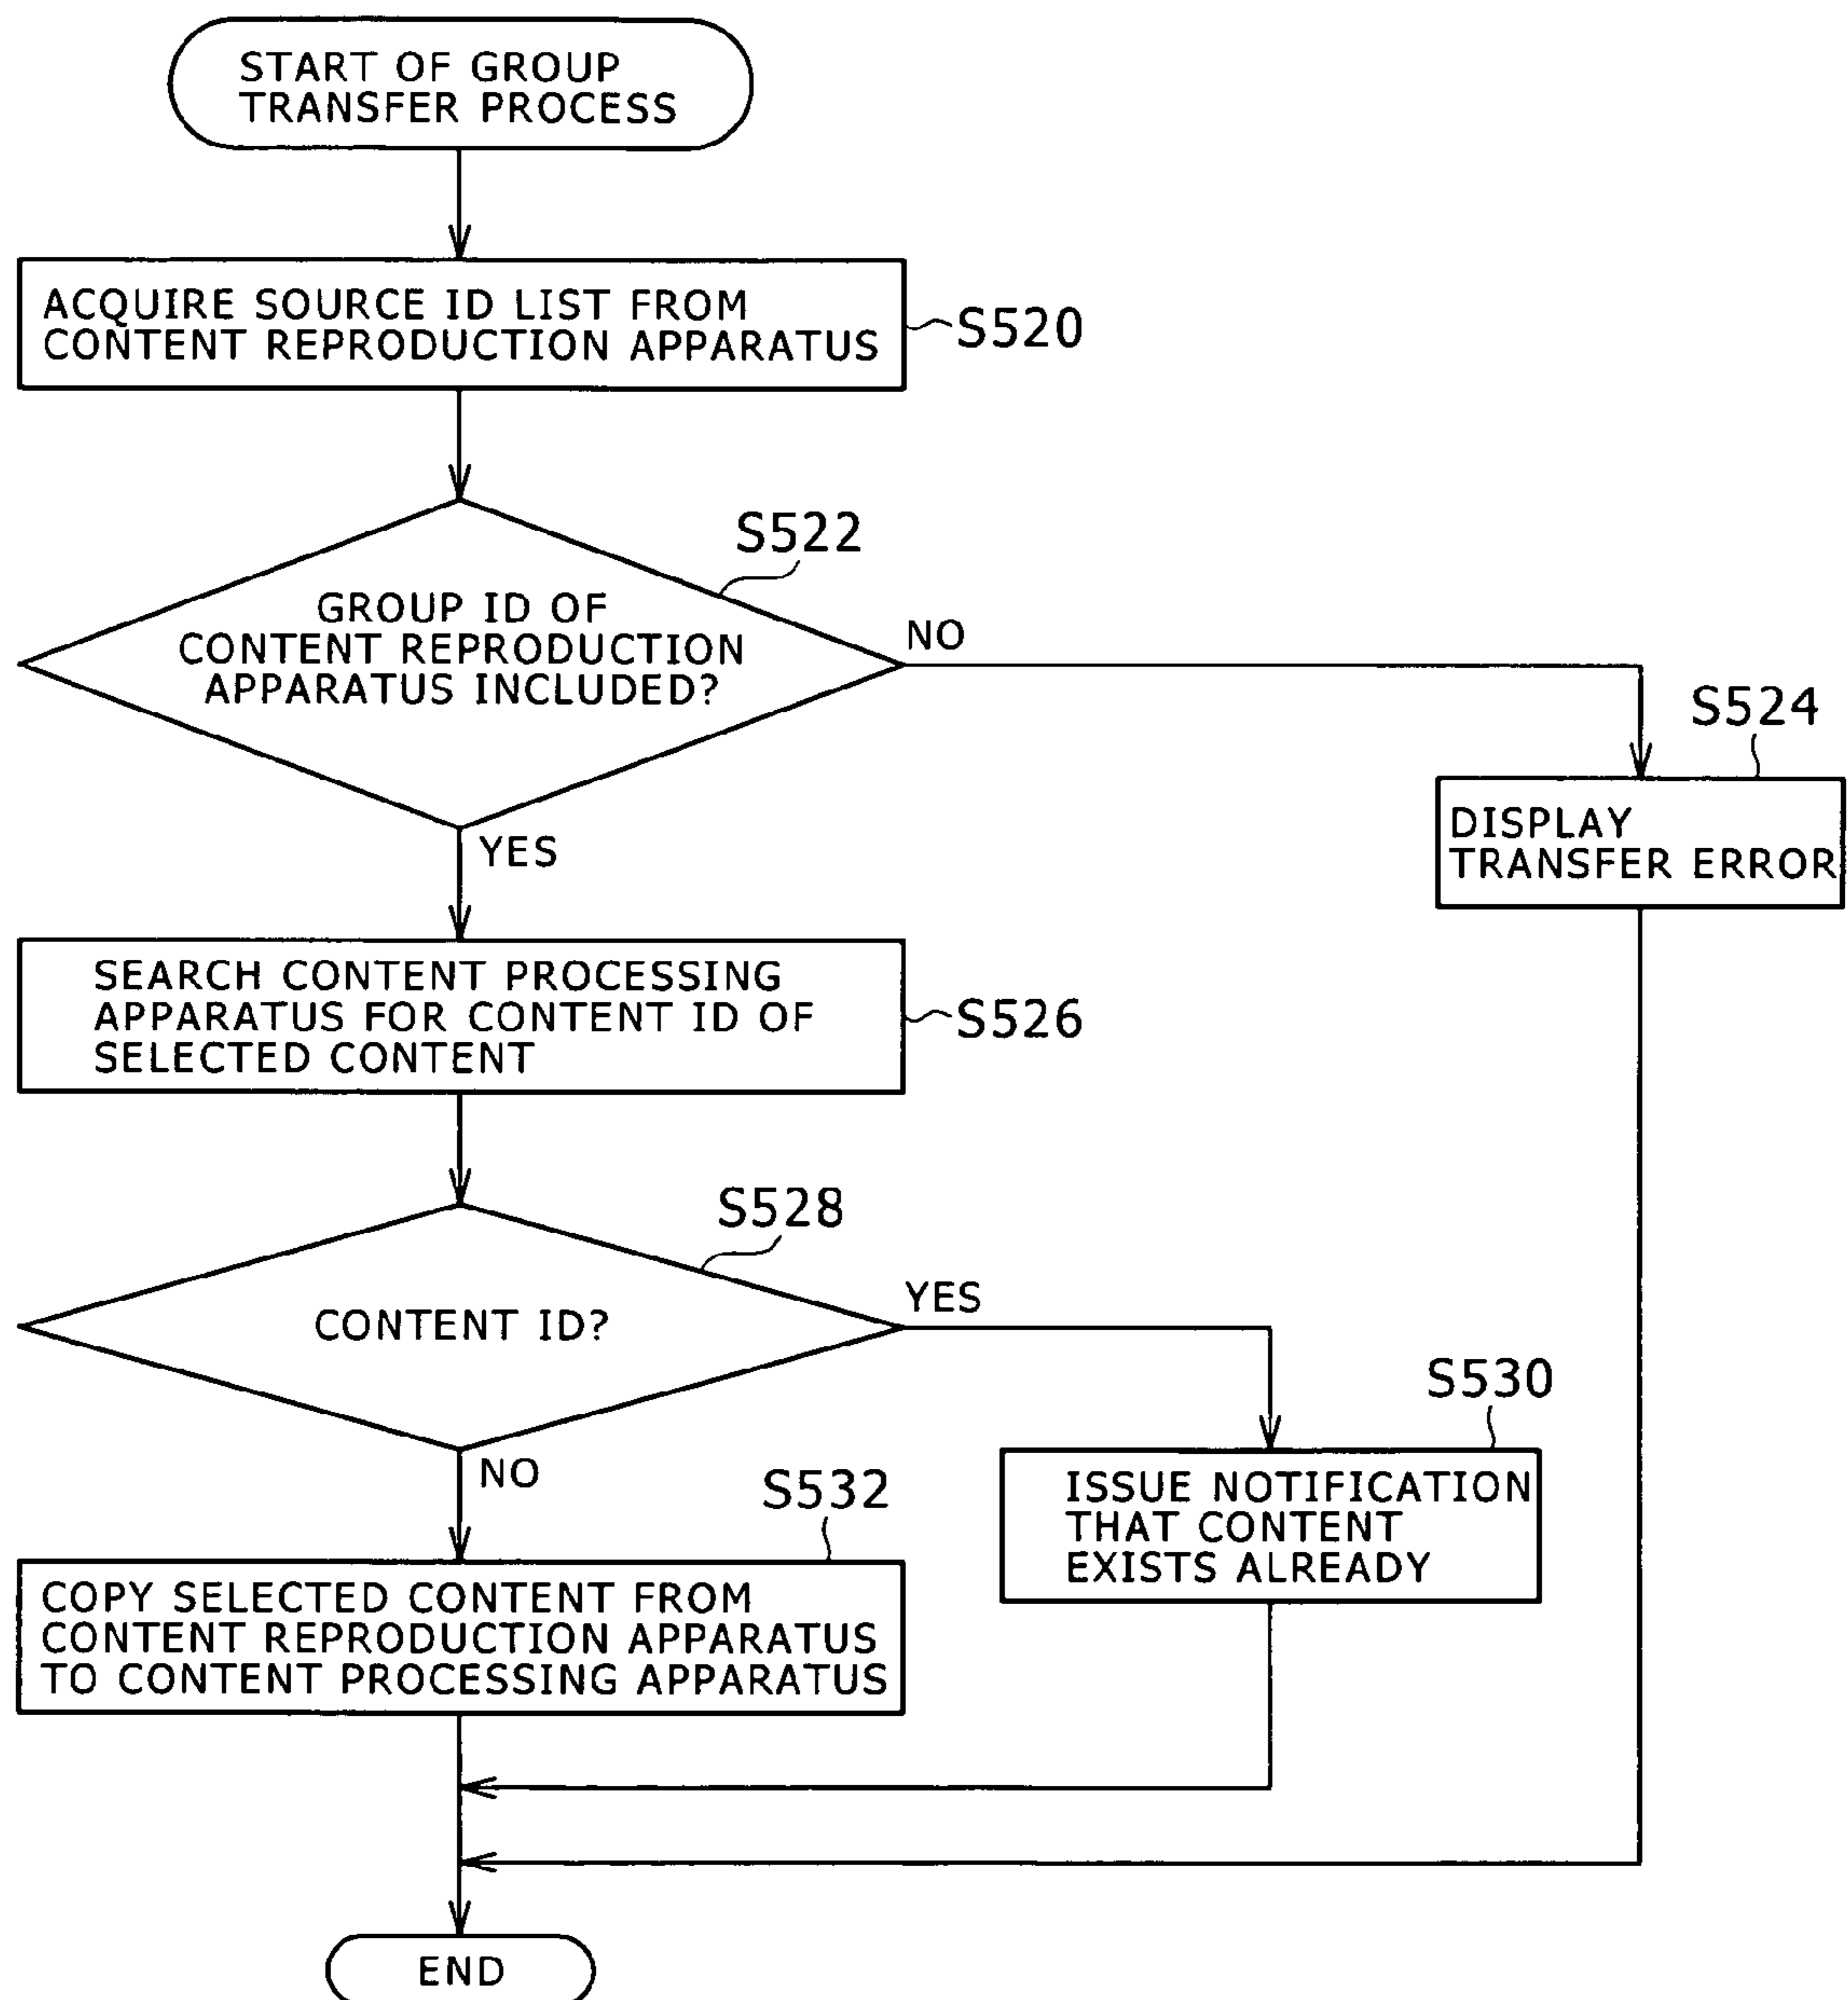 START OF GROUP
TRANSFER PROCESS
ACQUIRE SOURCE ID LIST FROM
CONTENT REPRODUCTION APPARATUS
S520
S522
GROUP ID OF
CONTENT REPRODUCTION
APPARATUS INCLUDED?
NO
S524
DISPLAY
TRANSFER ERROR
YES
SEARCH CONTENT PROCESSING
APPARATUS FOR CONTENT ID OF
SELECTED CONTENT
S526
S528
CONTENT ID?
YES
S530
ISSUE NOTIFICATION
THAT CONTENT
EXISTS ALREADY
NO
S532
COPY SELECTED CONTENT FROM
CONTENT REPRODUCTION APPARATUS
TO CONTENT PROCESSING APPARATUS
END